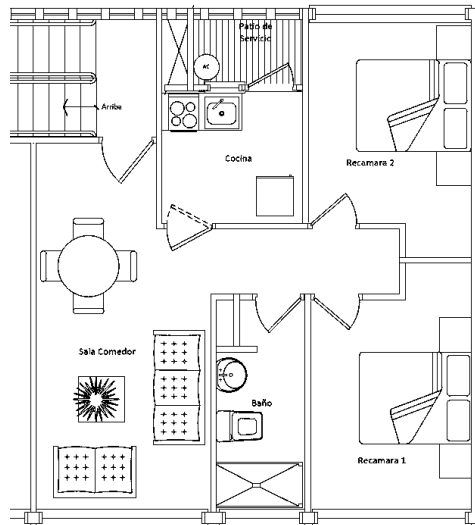 Patio de
Servicio
AC
Arriba
Cocina
Recamara 2
Sala Comedor
Baño
Recamara 1